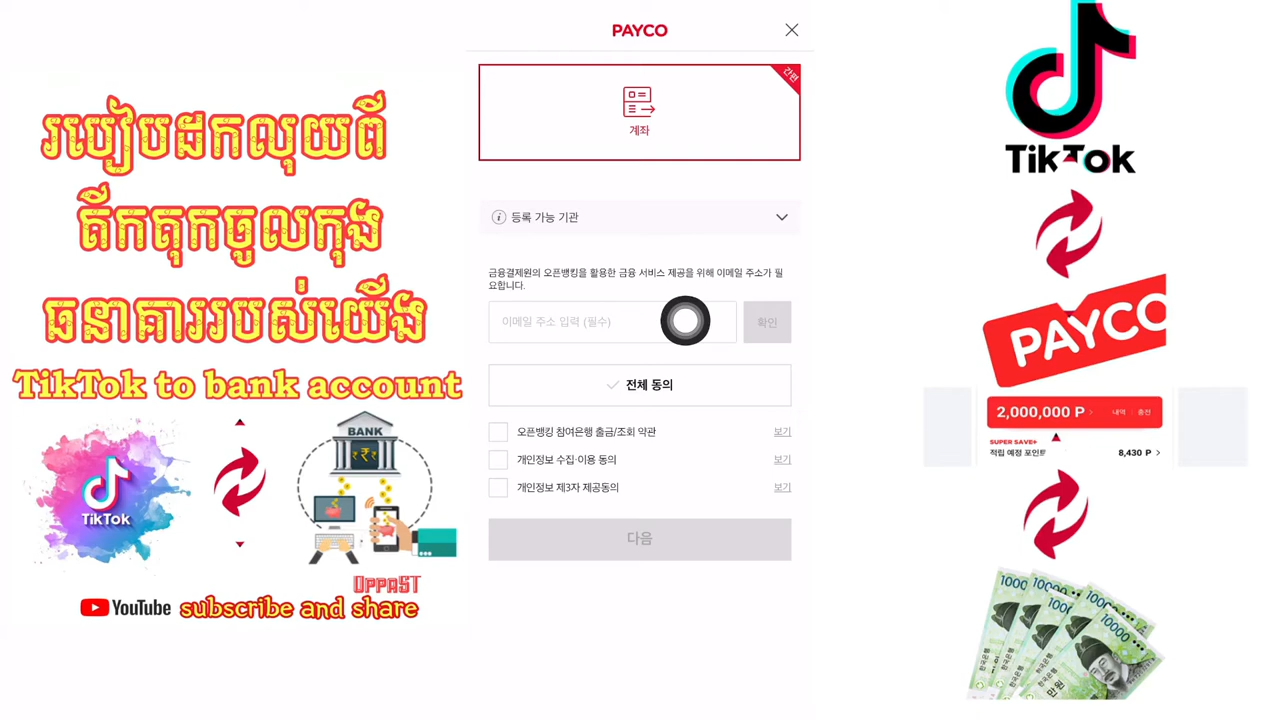 របៀបដកលុយពី
តីកតុកចូលកុង
ធនាគាររបស់យើង
TikTok to bank account
TikTok
BANK
OPPAST
YouTube subscribe and share
PAYCO
간편
계좌
등록 가능 기관
금융결제원의 오픈뱅킹을 활용한 금융 서비스 제공을 위해 이메일 주소가 필
요합니다.
이메일 주소 입력 (필수)
확인
전체 동의
오픈뱅킹 참여은행 출금/조회 약관 보기
개인정보 수집·이용 동의 보기
개인정보 제3자 제공동의 보기
다음
TikTok
PAYCO
2,000,000 P 내역 충전
SUPER SAVE+
적립 예정 포인트 8,430 P
10000
한국은행
만원